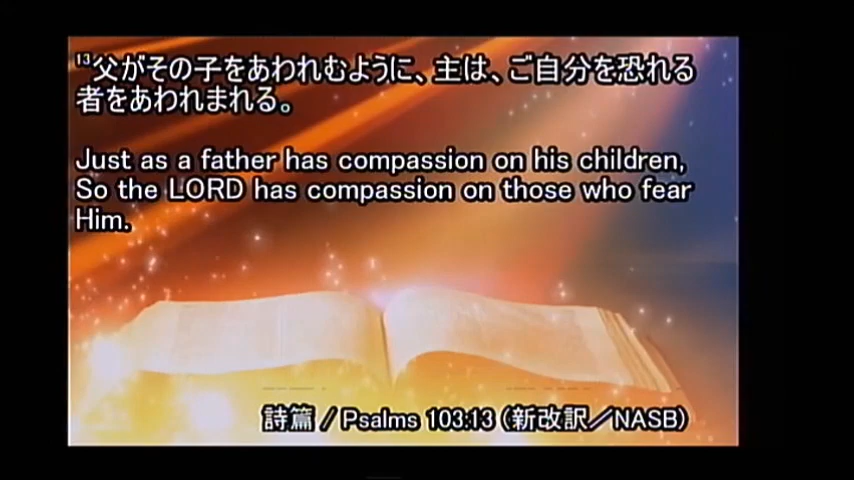 13父がその子をあわれむように、主は、ご自分を恐れる
者をあわれまれる。
Just as a father has compassion on his children,
So the LORD has compassion on those who fear
Him.
詩篇 / Psalms 103:13 (新改訳／NASB)